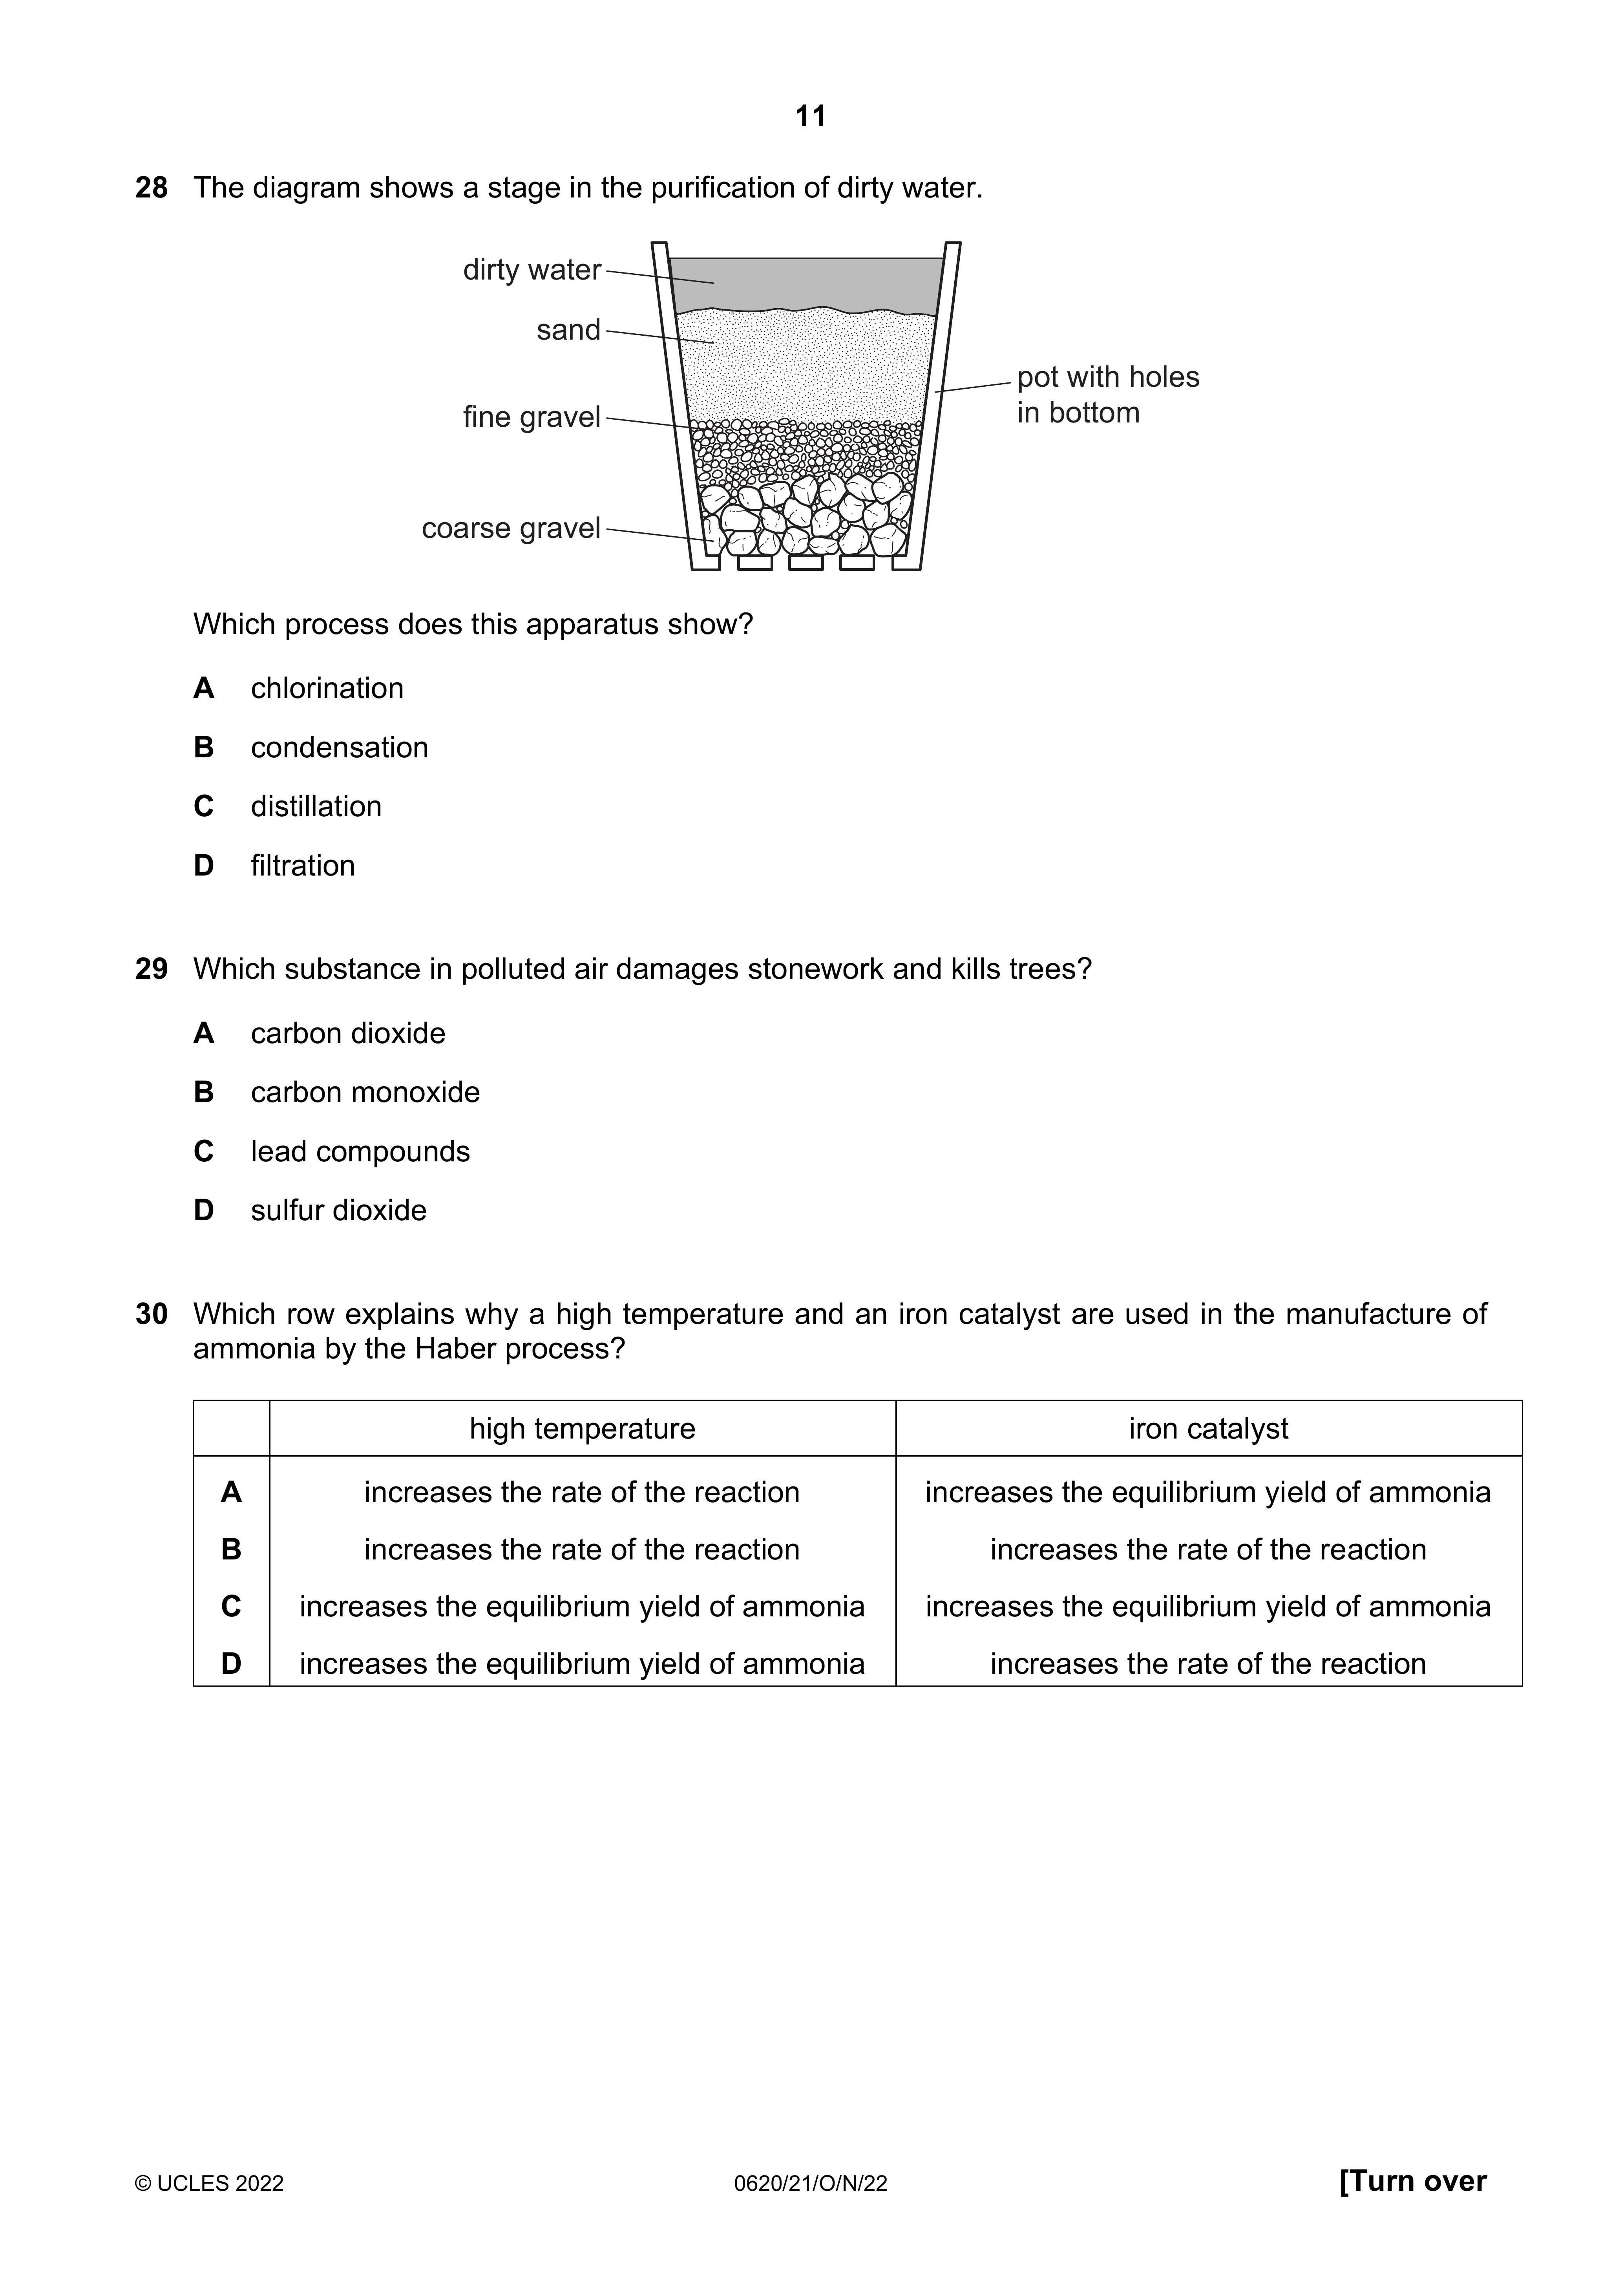 11
28 The diagram shows a stage in the purification of dirty water.
dirty water
sand
fine gravel
coarse gravel
pot with holes
in bottom
Which process does this apparatus show?
A chlorination
B condensation
C distillation
D filtration
29 Which substance in polluted air damages stonework and kills trees?
A carbon dioxide
B carbon monoxide
C lead compounds
D sulfur dioxide
30 Which row explains why a high temperature and an iron catalyst are used in the manufacture of
ammonia by the Haber process?
high temperature iron catalyst
A increases the rate of the reaction increases the equilibrium yield of ammonia
B increases the rate of the reaction increases the rate of the reaction
C increases the equilibrium yield of ammonia increases the equilibrium yield of ammonia
D increases the equilibrium yield of ammonia increases the rate of the reaction
© UCLES 2022 0620/21/O/N/22 [Turn over